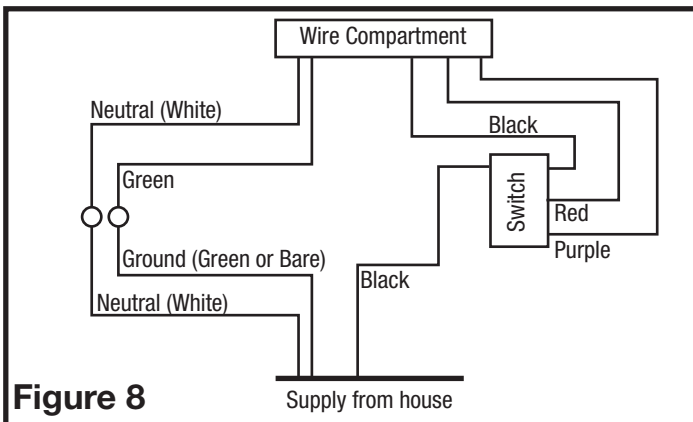 Wire Compartment
Neutral (White)
Black
Green
Switch
Red
Purple
Ground (Green or Bare)
Black
Neutral (White)
Figure 8
Supply from house